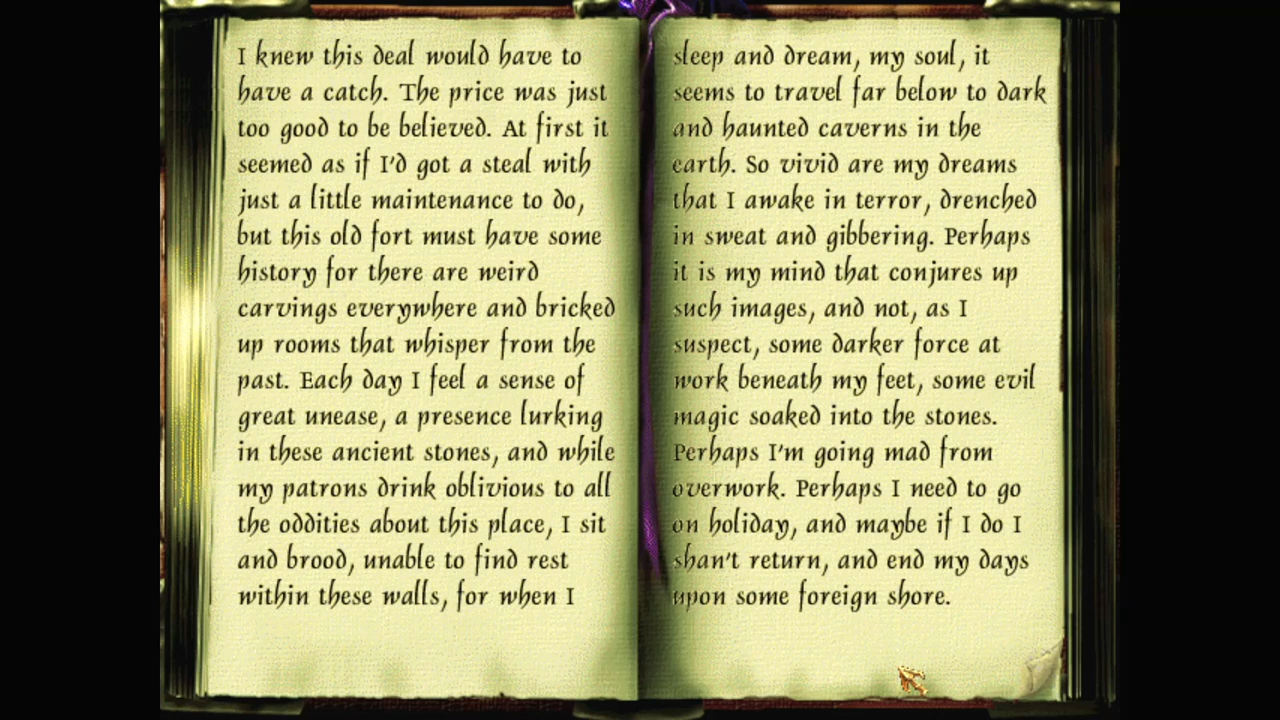 I knew this deal would have to
have a catch. The price was just
too good to be believed. At first it
seemed as if I'd got a steal with
just a little maintenance to do,
but this old fort must have some
history for there are weird
carvings everywhere and bricked
up rooms that whisper from the
past. Each day I feel a sense of
great unease, a presence lurking
in these ancient stones, and while
my patrons drink oblivious to all
the oddities about this place, I sit
and brood, unable to find rest
within these walls, for when I
sleep and dream, my soul, it
seems to travel far below to dark
and haunted caverns in the
earth. So vivid are my dreams
that I awake in terror, drenched
in sweat and gibbering. Perhaps
it is my mind that conjures up
such images, and not, as I
suspect, some darker force at
work beneath my feet, some evil
magic soaked into the stones.
Perhaps I'm going mad from
overwork. Perhaps I need to go
on holiday, and maybe if I do I
shan't return, and end my days
upon some foreign shore.